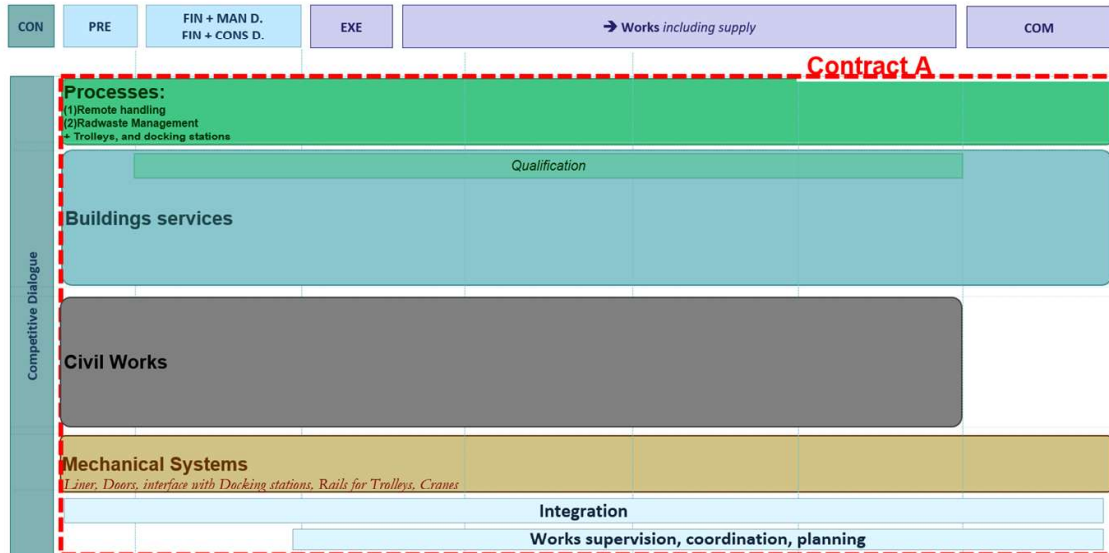 CON
PRE
FIN + MAN D.
FIN + CONS D.
EXE
➔ Works including supply
COM
Contract A
Competitive Dialogue
Processes:
(1)Remote handling
(2)Radwaste Management
+ Trolleys, and docking stations
Qualification
Buildings services
Civil Works
Mechanical Systems
Liner, Doors, interface with Docking stations, Rails for Trolleys, Cranes
Integration
Works supervision, coordination, planning